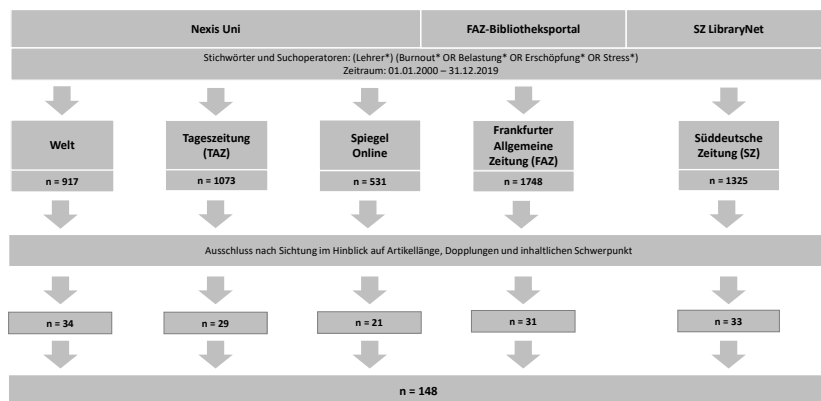 Nexis Uni
FAZ-Bibliotheksportal
SZ LibraryNet
Stichwörter und Suchoperatoren: (Lehrer*) (Burnout* OR Belastung* OR Erschöpfung* OR Stress*)
Zeitraum: 01.01.2000 – 31.12.2019
Welt
Tageszeitung
(TAZ)
Spiegel
Online
Frankfurter
Allgemeine
Zeitung (FAZ)
Süddeutsche
Zeitung (SZ)
n = 917
n = 1073
n = 531
n = 1748
n = 1325
Ausschluss nach Sichtung im Hinblick auf Artikellänge, Dopplungen und inhaltlichen Schwerpunkt
n = 34
n = 29
n = 21
n = 31
n = 33
n = 148